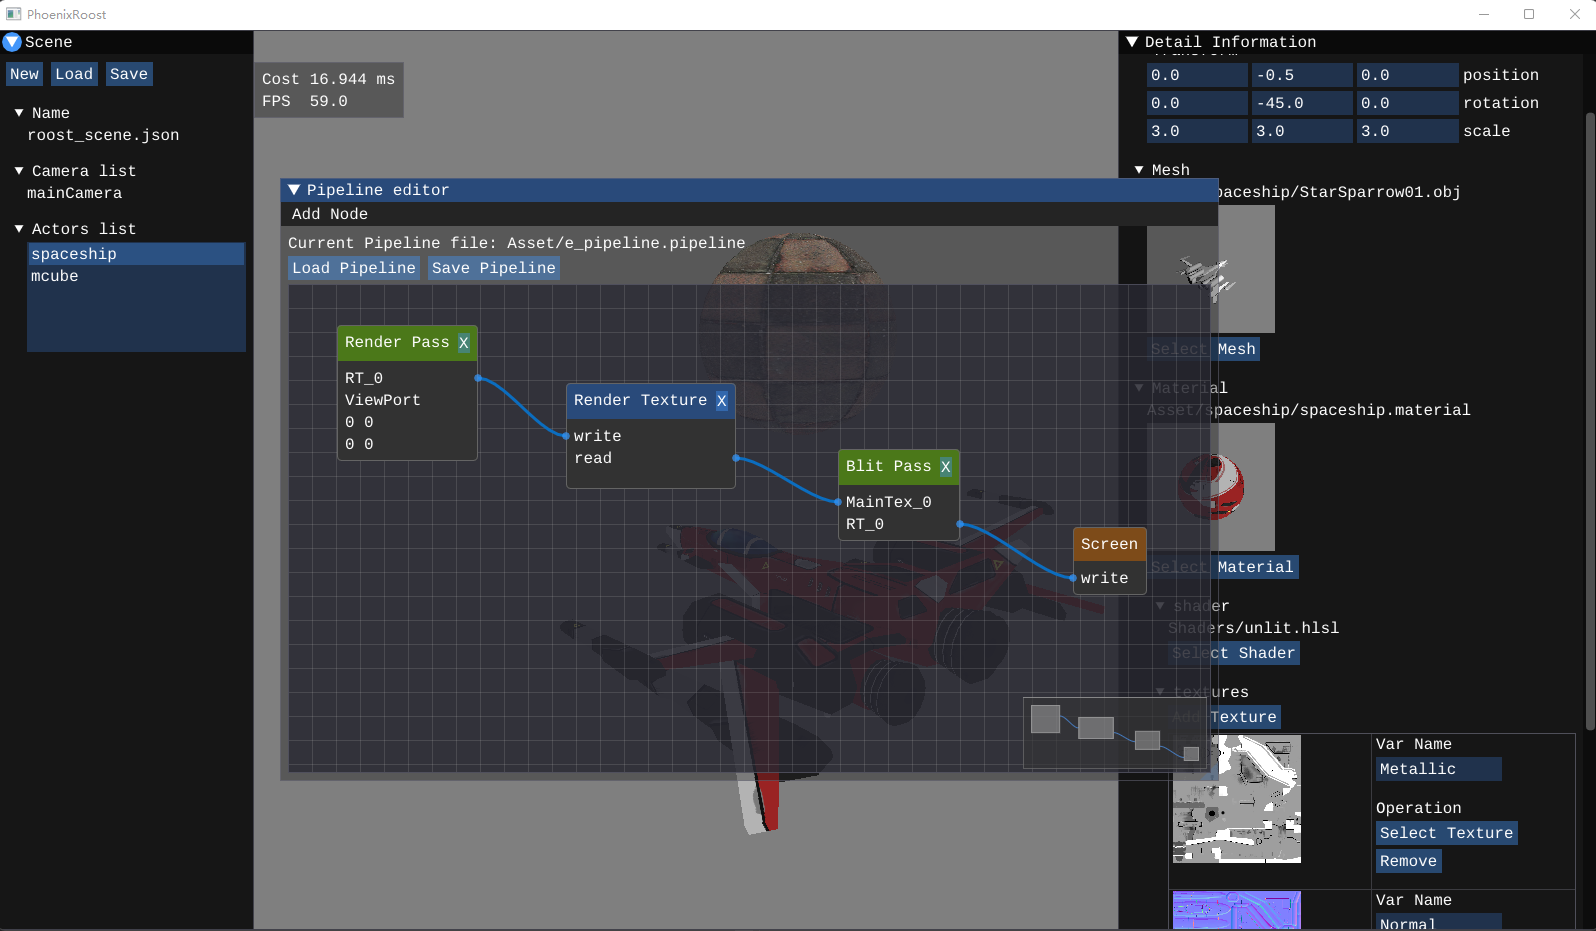 PhoenixRoost
Scene
New Load Save
Name
roost_scene.json
Camera list
mainCamera
Actors list
spaceship
mcube
Cost 16.944 ms
FPS 59.0
Pipeline editor
Add Node
Current Pipeline file: Asset/e_pipeline.pipeline
Load Pipeline Save Pipeline
Render Pass X
RT_0
ViewPort
0 0
0 0
Render Texture X
write
read
Blit Pass X
MainTex_0
RT_0
Screen
write
Detail Information
Transform
0.0 -0.5 0.0 position
0.0 -45.0 0.0 rotation
3.0 3.0 3.0 scale
Mesh
paceship/StarSparrow01.obj
Select Mesh
Material
Asset/spaceship/spaceship.material
Select Material
shader
Shaders/unlit.hlsl
Select Shader
textures
Add Texture
Var Name
Metallic
Operation
Select Texture
Remove
Var Name
Normal